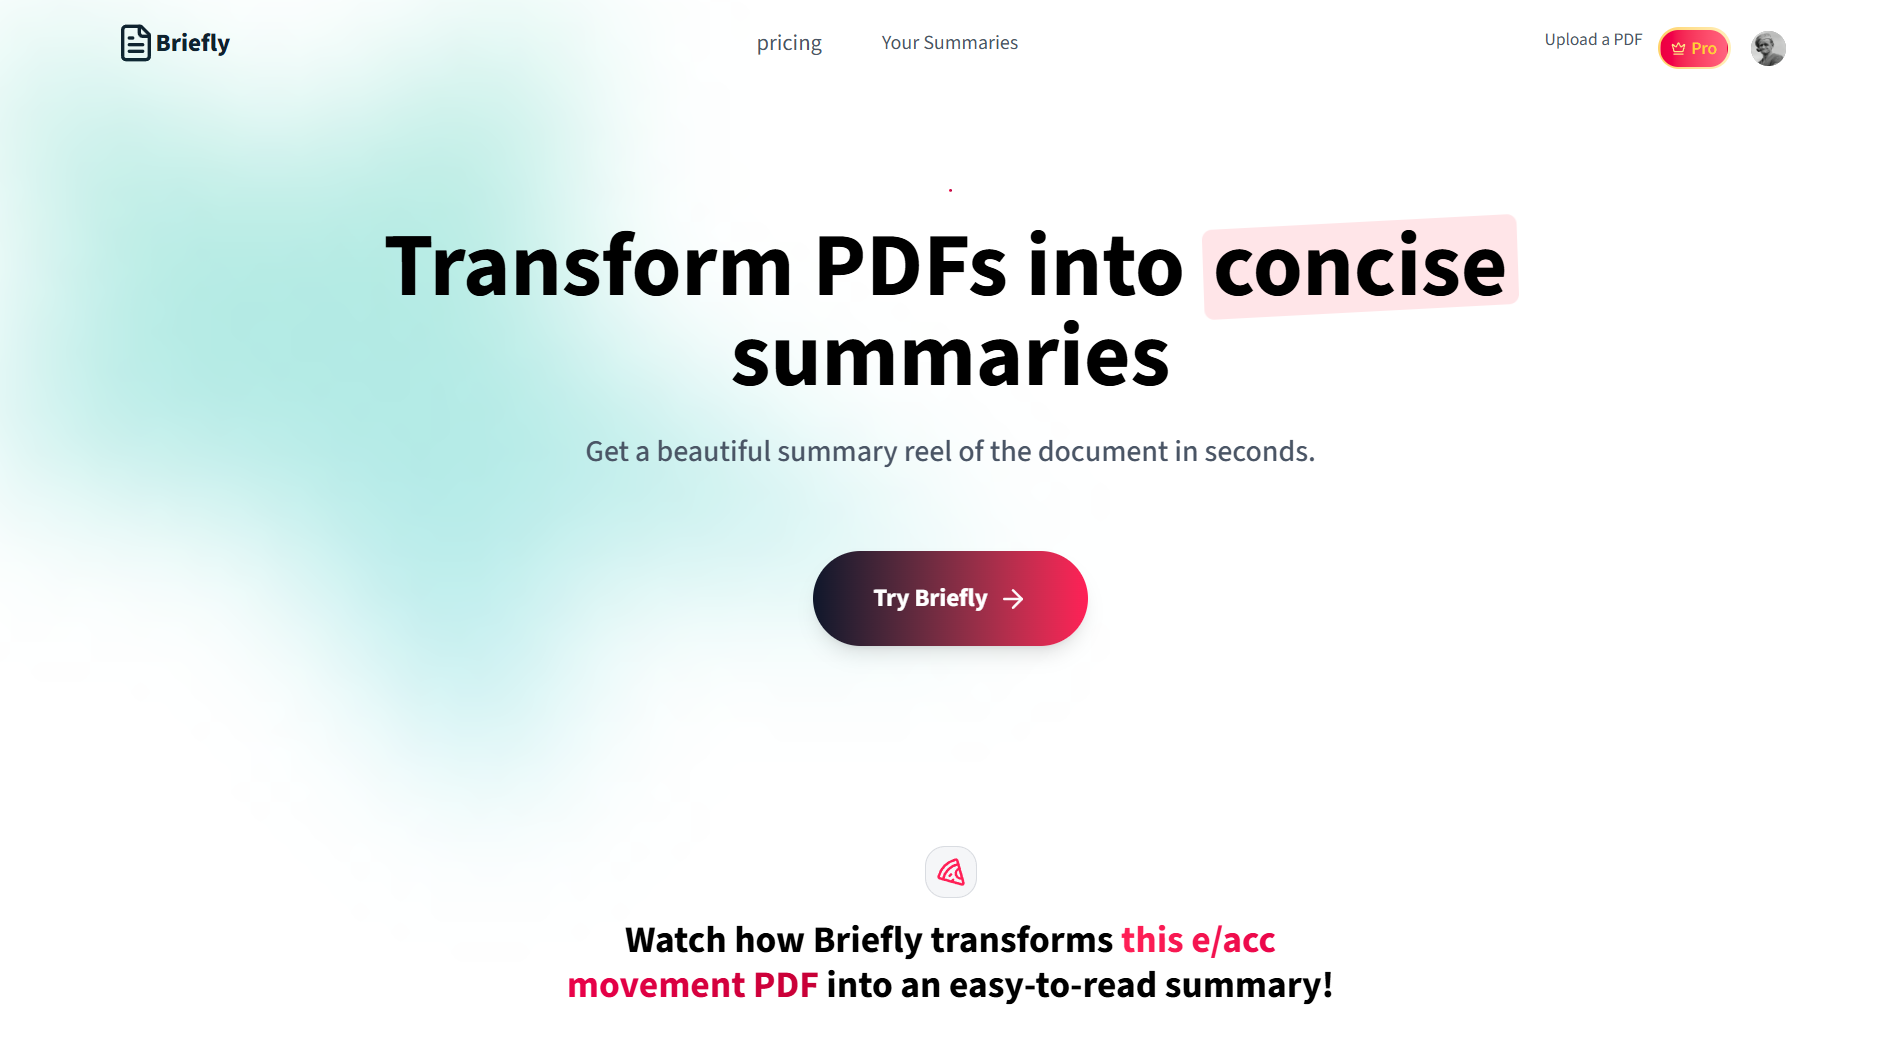 Briefly
pricing
Your Summaries
Upload a PDF
Pro
Transform PDFs into concise
summaries
Get a beautiful summary reel of the document in seconds.
Try Briefly
Watch how Briefly transforms this e/acc
movement PDF into an easy-to-read summary!